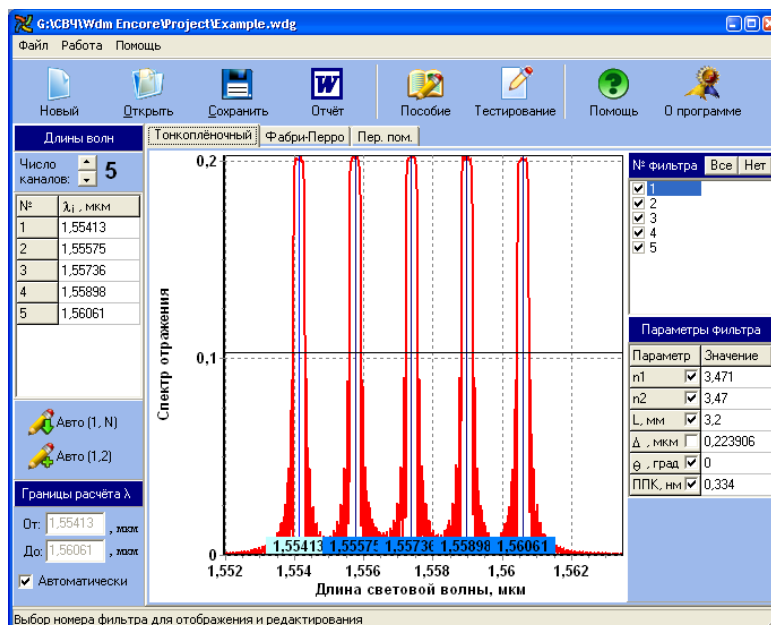 G:\СВЧ\Wdm Encore\Project\Example.wdg
Файл Работа Помощь
Новый Открыть Сохранить Отчёт Пособие Тестирование Помощь О программе
Длины волн
Число каналов: 5
№ λi , мкм
1 1,55413
2 1,55575
3 1,55736
4 1,55898
5 1,56061
Авто (1, N)
Авто (1,2)
Границы расчёта λ
От: 1,55413 , мкм
До: 1,56061 , мкм
Автоматически
Тонкоплёночный Фабри-Перро Пер. пом.
Спектр отражения
0,2
0,1
0
1,55413 1,55575 1,55736 1,55898 1,56061
1,552 1,554 1,556 1,558 1,56 1,562
Длина световой волны, мкм
№ Фильтра Все Нет
1
2
3
4
5
Параметры фильтра
Параметр Значение
n1 3,471
n2 3,47
L, мм 3,2
Δ , мкм 0,223906
θ , град 0
ППК, нм 0,334
Выбор номера фильтра для отображения и редактирования